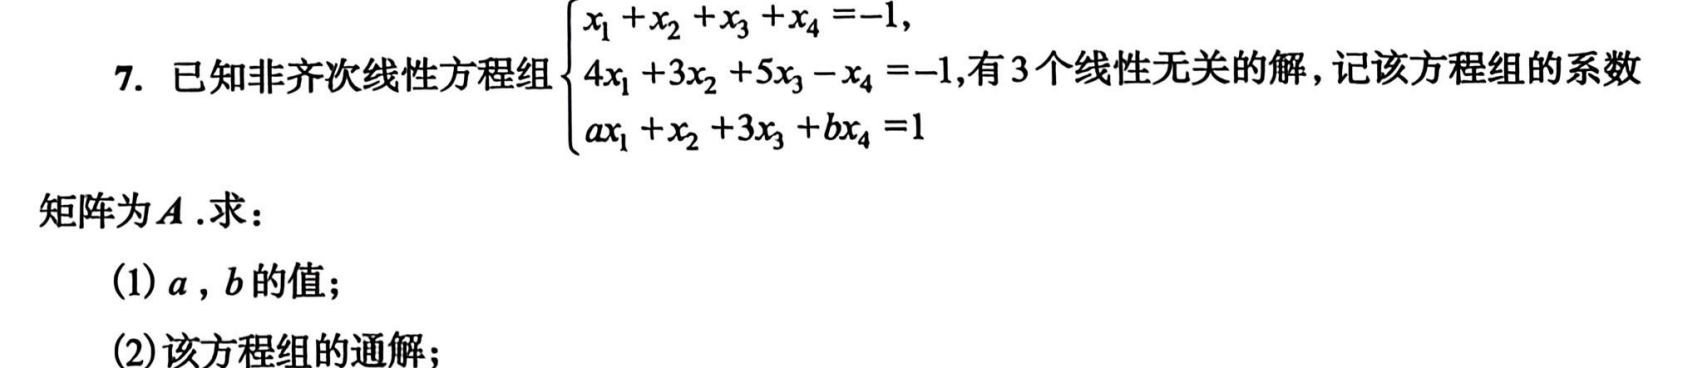 x₁ + x₂ + x₃ + x₄ = −1,
7. 已知非齐次线性方程组 4x₁ + 3x₂ + 5x₃ − x₄ = −1, 有 3 个线性无关的解, 记该方程组的系数
ax₁ + x₂ + 3x₃ + bx₄ = 1
矩阵为 A . 求:
(1) a , b 的值;
(2) 该方程组的通解;